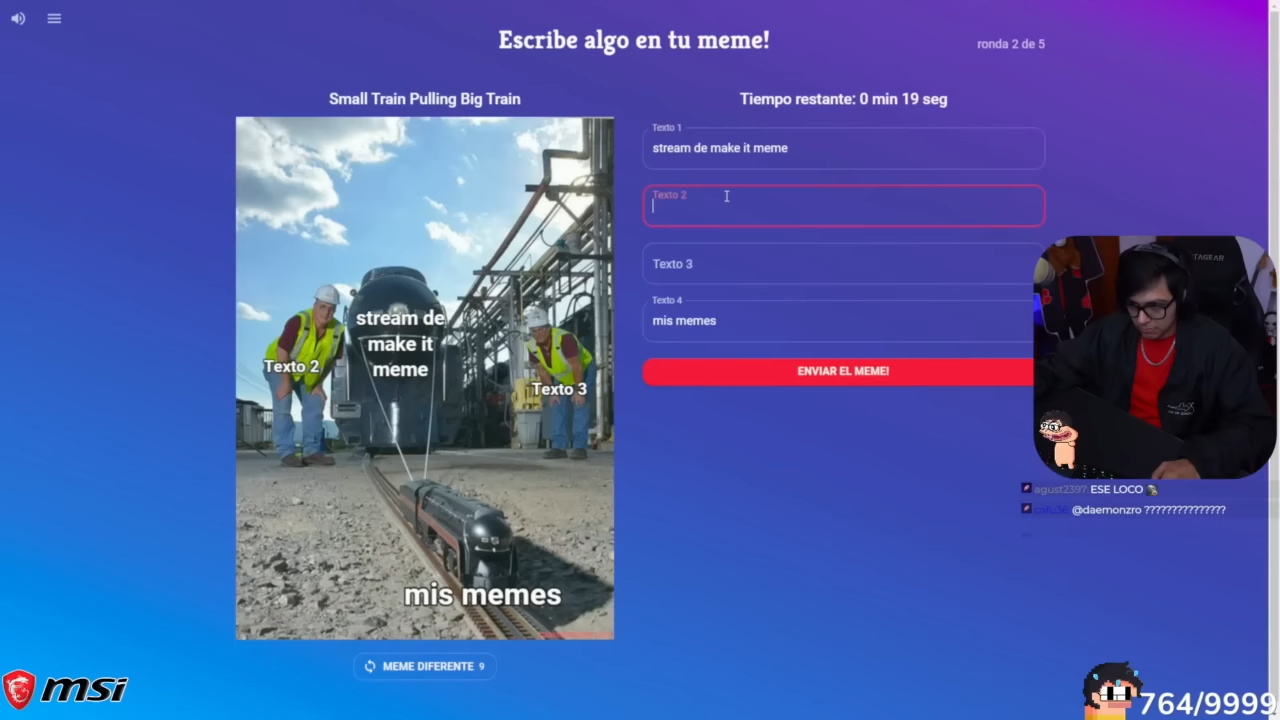 Escribe algo en tu meme!
ronda 2 de 5
Small Train Pulling Big Train
Tiempo restante: 0 min 19 seg
Texto 1
stream de make it meme
Texto 2
Texto 3
Texto 4
mis memes
ENVIAR EL MEME!
stream de
make it
meme
Texto 2
Texto 3
mis memes
MEME DIFERENTE 9
TAGEAR
agust2397: ESE LOCO
@daemonzro ???????????????
msi
764/9999